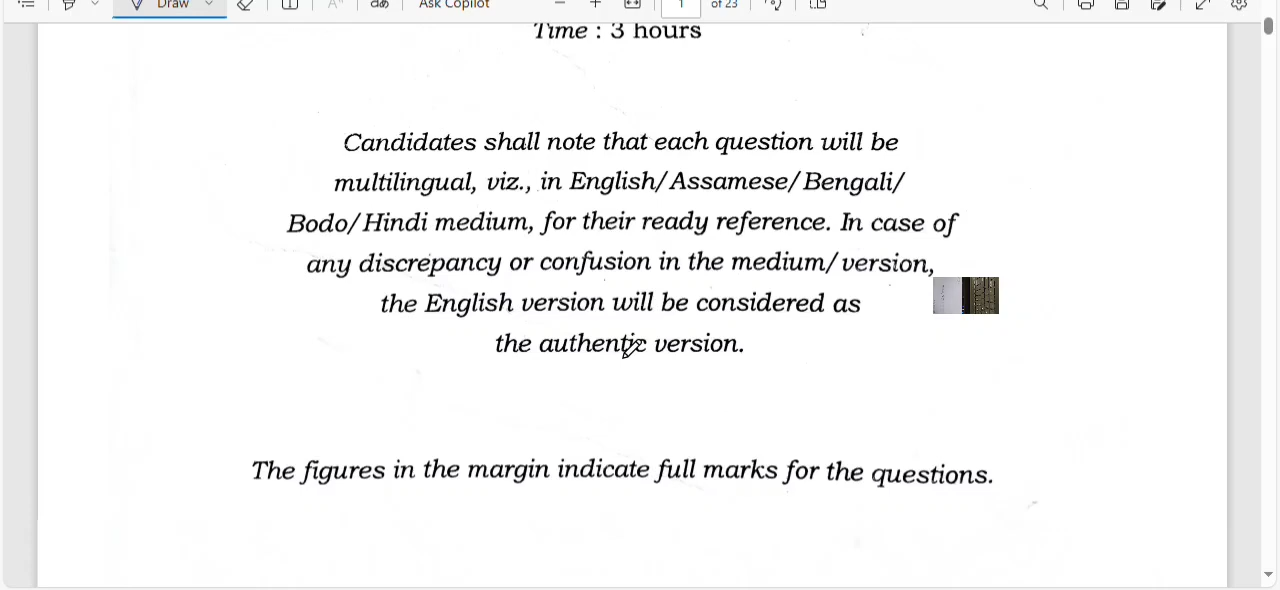 Draw
Ask Copilot
1 of 23
Time : 3 hours
Candidates shall note that each question will be
multilingual, viz., in English/Assamese/Bengali/
Bodo/Hindi medium, for their ready reference. In case of
any discrepancy or confusion in the medium/version,
the English version will be considered as
the authentic version.
The figures in the margin indicate full marks for the questions.